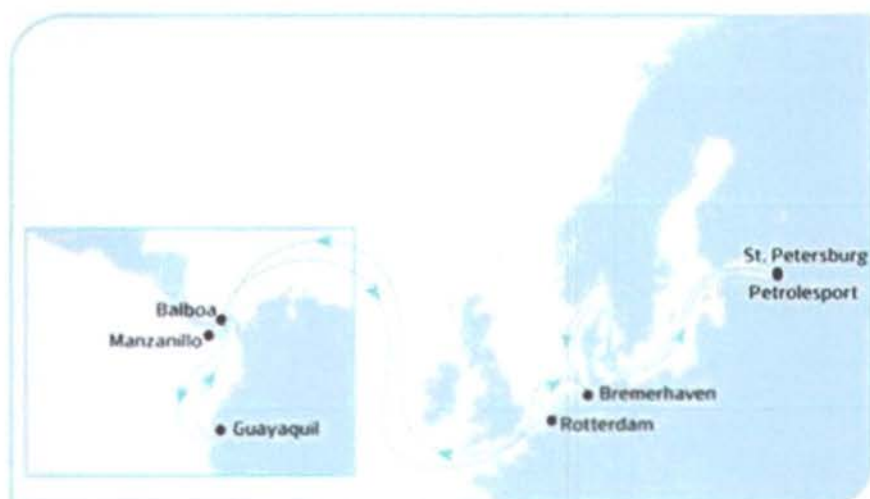 St. Petersburg
Petrolesport
Balboa
Manzanillo
Bremerhaven
Rotterdam
Guayaquil